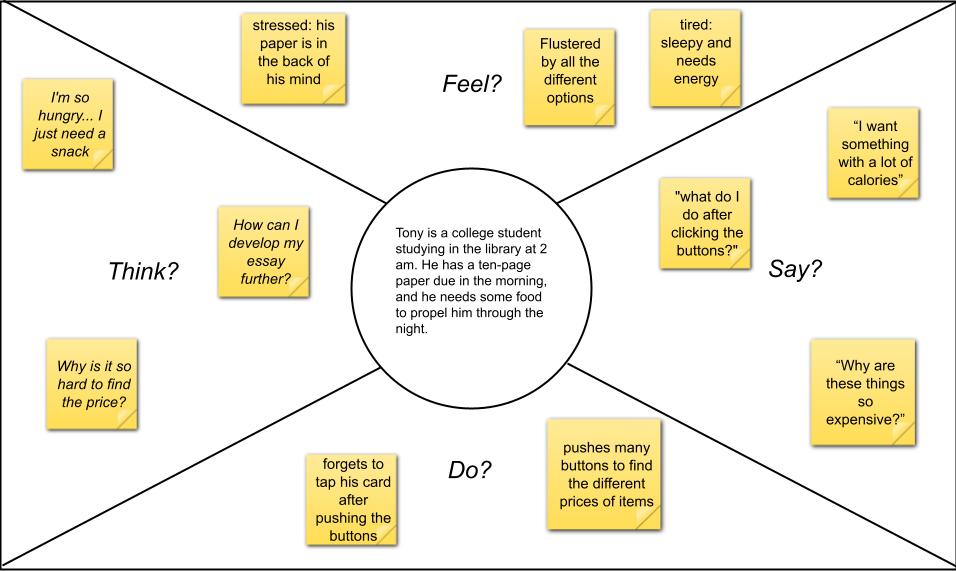 stressed: his
paper is in
the back of
his mind
Feel?
Flustered
by all the
different
options
tired:
sleepy and
needs
energy
I'm so
hungry... I
just need a
snack
How can I
develop my
essay
further?
Think?
Why is it so
hard to find
the price?
Tony is a college student
studying in the library at 2
am. He has a ten-page
paper due in the morning,
and he needs some food
to propel him through the
night.
“I want
something
with a lot of
calories”
"what do I
do after
clicking the
buttons?"
Say?
“Why are
these things
so
expensive?”
Do?
forgets to
tap his card
after
pushing the
buttons
pushes many
buttons to find
the different
prices of items